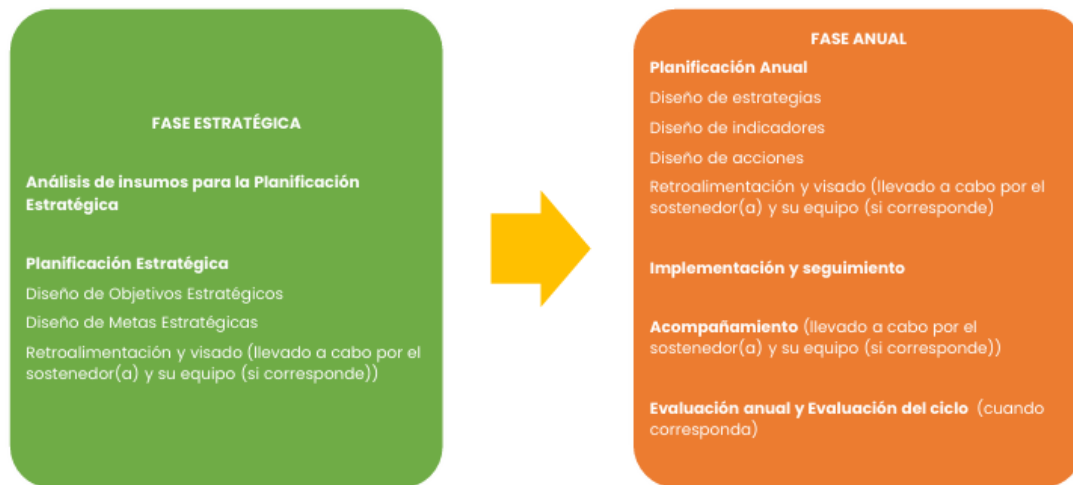 FASE ESTRATÉGICA
Análisis de insumos para la Planificación
Estratégica
Planificación Estratégica
Diseño de Objetivos Estratégicos
Diseño de Metas Estratégicas
Retroalimentación y visado (llevado a cabo por el
sostenedor(a) y su equipo (si corresponde))
FASE ANUAL
Planificación Anual
Diseño de estrategias
Diseño de indicadores
Diseño de acciones
Retroalimentación y visado (llevado a cabo por el
sostenedor(a) y su equipo (si corresponde)
Implementación y seguimiento
Acompañamiento (llevado a cabo por el
sostenedor(a) y su equipo (si corresponde))
Evaluación anual y Evaluación del ciclo (cuando
corresponda)